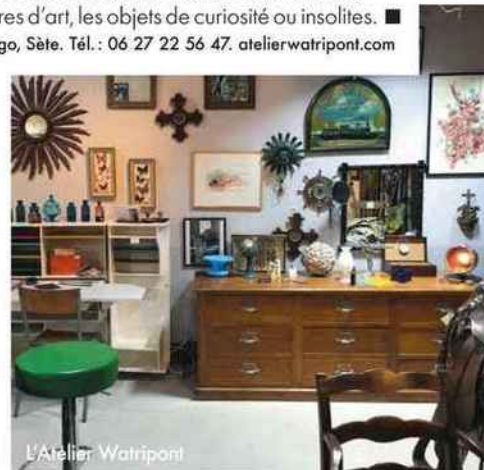 res d'art, les objets de curiosité ou insolites. ■
go, Sète. Tél. : 06 27 22 56 47. atelierwatripont.com
L'Atelier Watripont